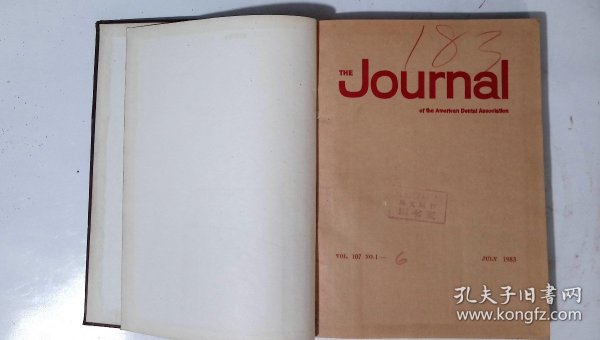 183
THE
Journal
of the American Dental Association
VOL. 107 NO.1 – 6
JULY 1983
孔夫子旧书网
www.kongfz.com